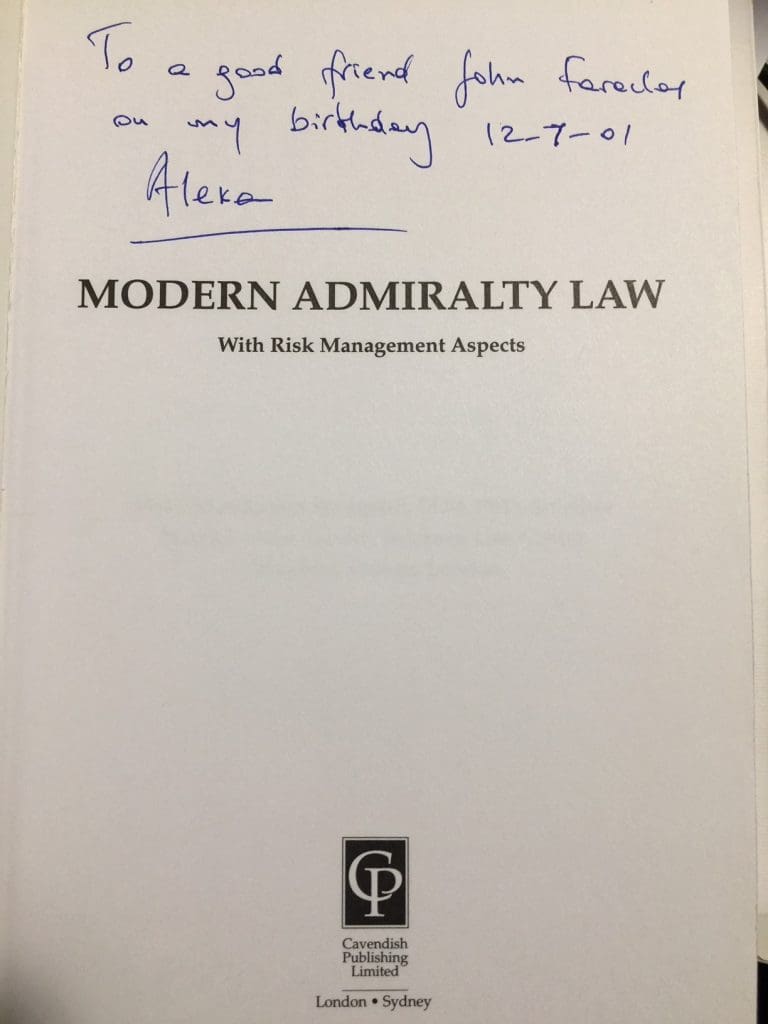 To a good friend John Faraclas
on my birthday 12-7-01
Aleka
MODERN ADMIRALTY LAW
With Risk Management Aspects
CP
Cavendish
Publishing
Limited
London • Sydney